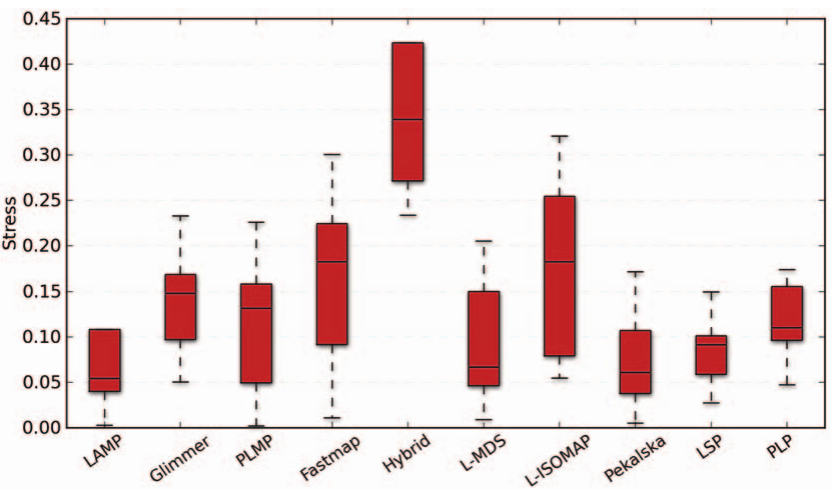 0.45
0.40
0.35
0.30
0.25
0.20
0.15
0.10
0.05
0.00
Stress
LAMP
Glimmer
PLMP
Fastmap
Hybrid
L-MDS
L-ISOMAP
Pekalska
LSP
PLP